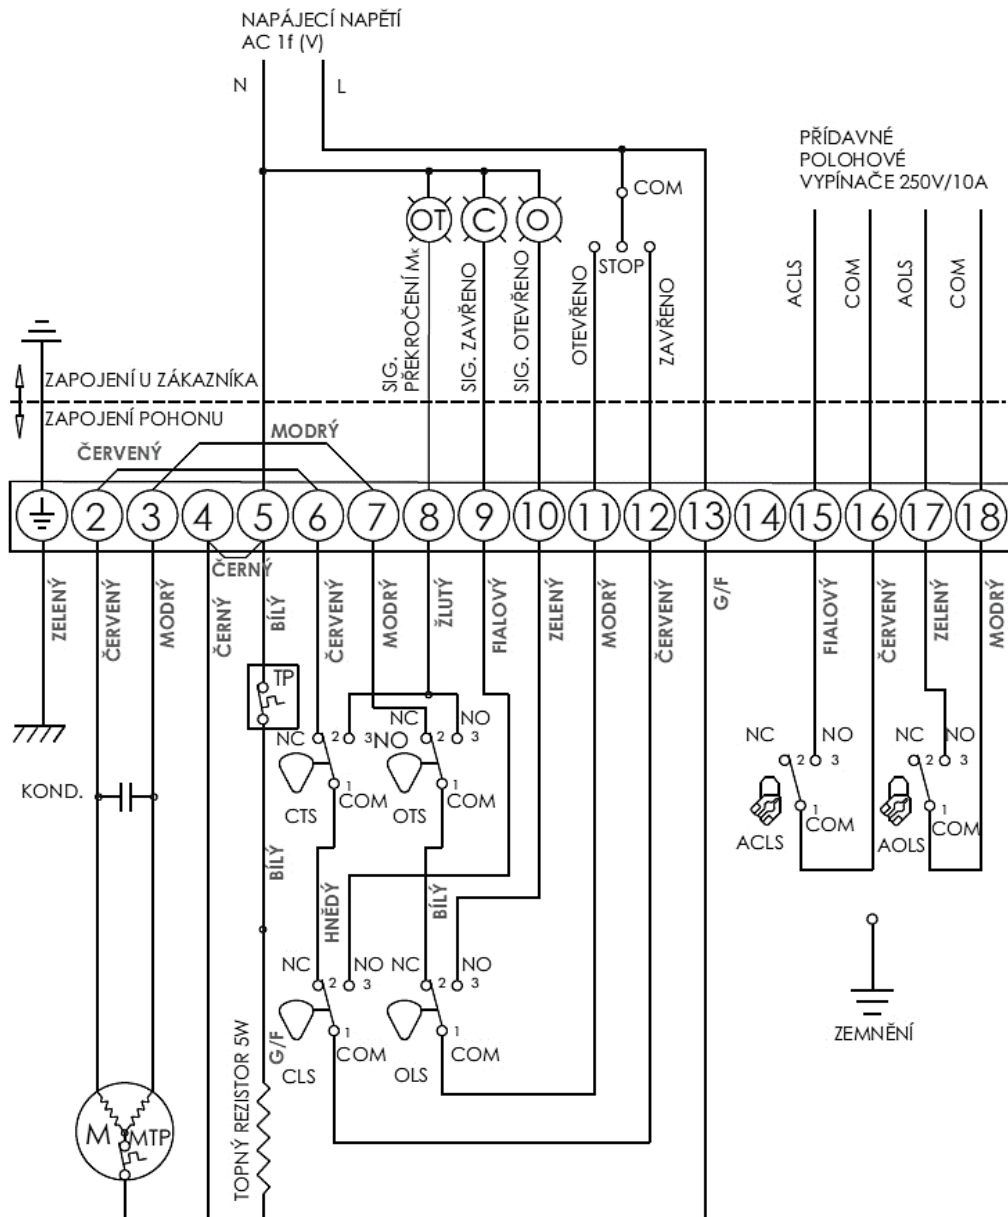 NAPÁJECÍ NAPĚTÍ
AC 1f (V)
N
L
PŘÍDAVNÉ
POLOHOVÉ
VYPÍNAČE 250V/10A
COM
OT
C
O
STOP
SIG.
PŘEKROČENÍ Mĸ
SIG. ZAVŘENO
SIG. OTEVŘENO
OTEVŘENO
ZAVŘENO
ACLS
COM
AOLS
COM
ZAPOJENÍ U ZÁKAZNÍKA
ZAPOJENÍ POHONU
MODRÝ
ČERVENÝ
2 3 4 5 6 7 8 9 10 11 12 13 14 15 16 17 18
ČERNÝ
ZELENÝ
ČERVENÝ
MODRÝ
ČERNÝ
BÍLÝ
ČERVENÝ
MODRÝ
ŽLUTÝ
FIALOVÝ
ZELENÝ
MODRÝ
ČERVENÝ
G/F
FIALOVÝ
ČERVENÝ
ZELENÝ
MODRÝ
TP
NC 2 3 NO
1
COM
CTS
NC 2 3 NO
1
COM
OTS
NC 2 3 NO
1
COM
ACLS
NC 2 3 NO
1
COM
AOLS
KOND.
BÍLÝ
HNĚDÝ
BÍLÝ
NC 2 3 NO
1
COM
CLS
NC 2 3 NO
1
COM
OLS
G/F
ZEMNĚNÍ
TOPNÝ REZISTOR 5W
M
MTP